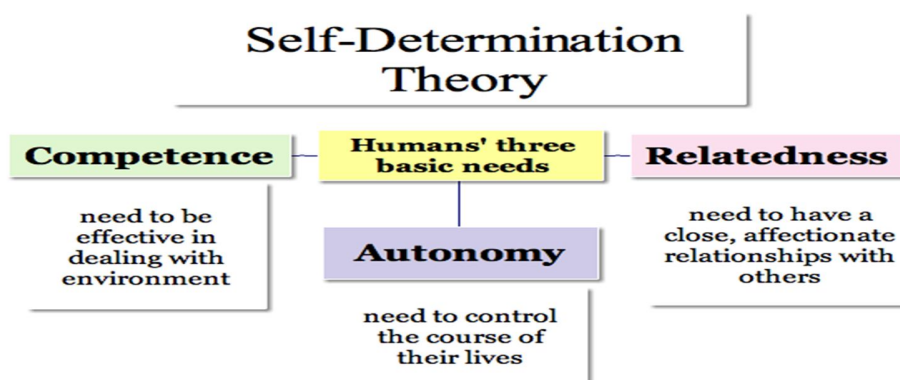 Self-Determination
Theory
Competence
Humans' three
basic needs
Relatedness
need to be
effective in
dealing with
environment
Autonomy
need to have a
close, affectionate
relationships with
others
need to control
the course of
their lives